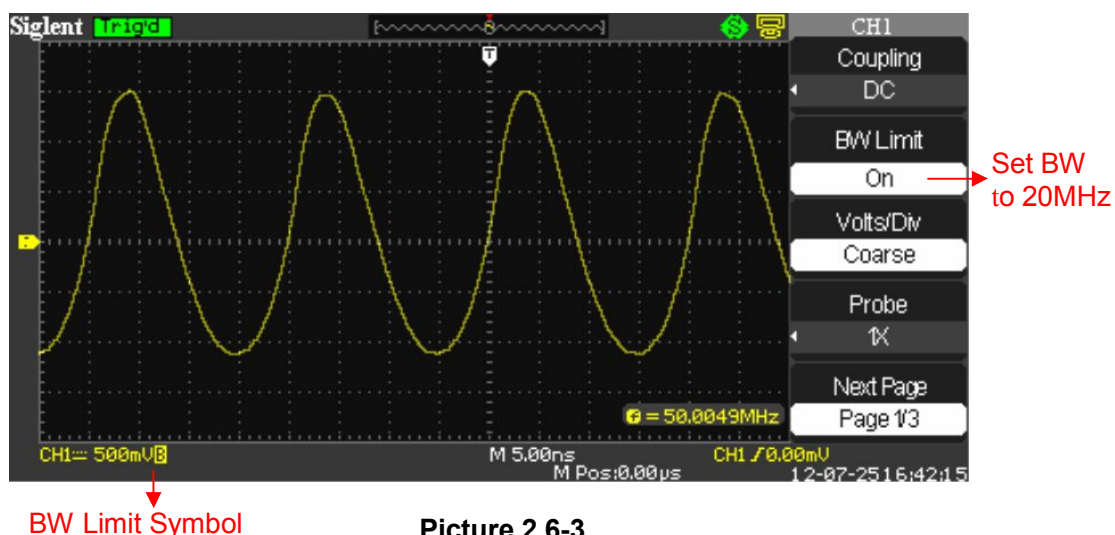 Siglent Trig'd
CH1
Coupling
DC
BW Limit
On
Set BW
to 20MHz
Volts/Div
Coarse
Probe
1X
Next Page
Page 1/3
f = 50.0049MHz
CH1 500mV B
M 5.00ns
CH1 0.00mV
M Pos:0.00µs
12-07-25 16:42:15
BW Limit Symbol
Picture 2.6-3